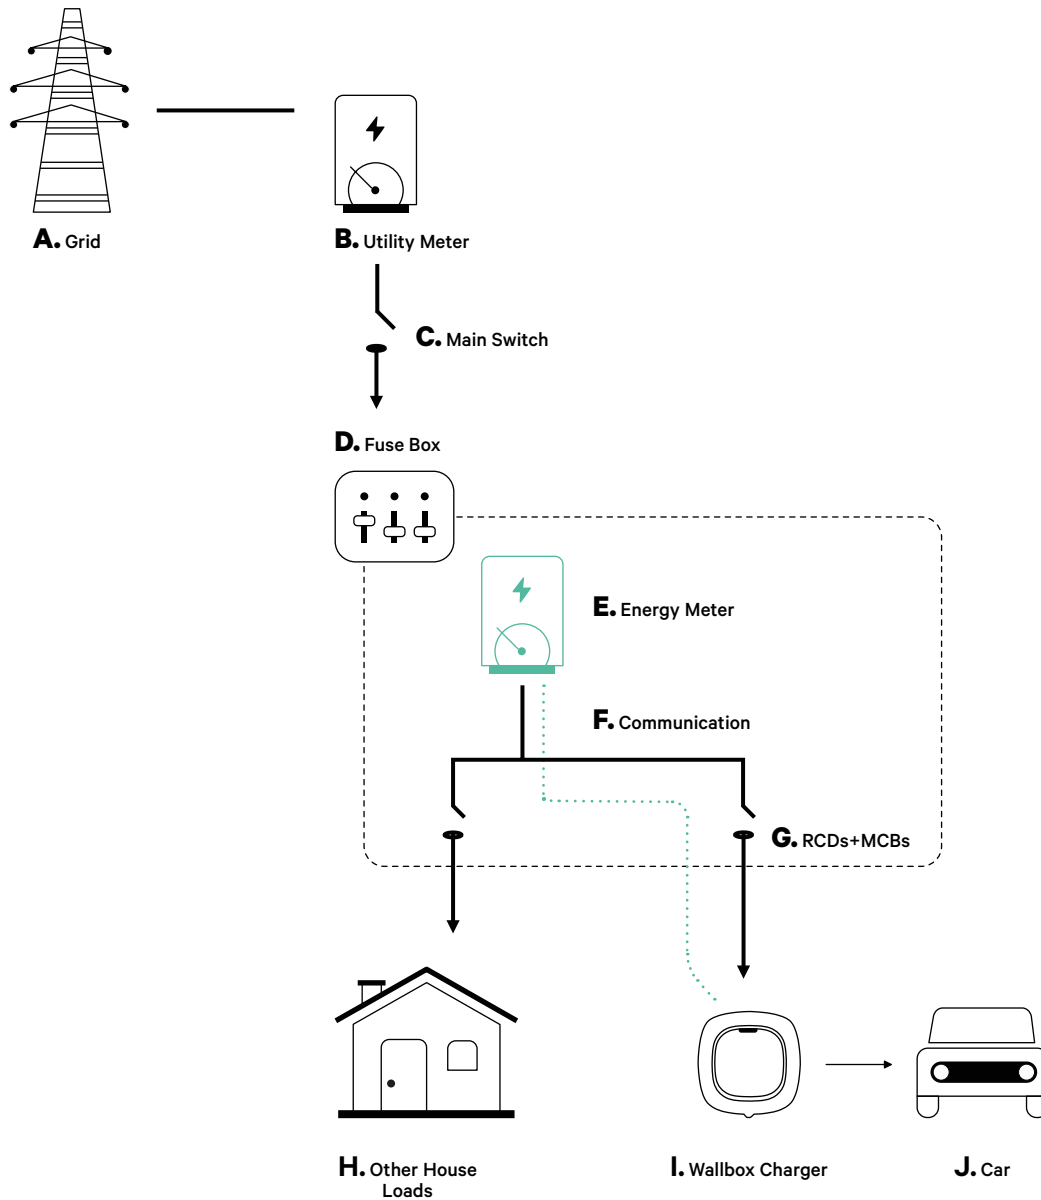 A. Grid
B. Utility Meter
C. Main Switch
D. Fuse Box
E. Energy Meter
F. Communication
G. RCDs+MCBs
H. Other House
Loads
I. Wallbox Charger
J. Car